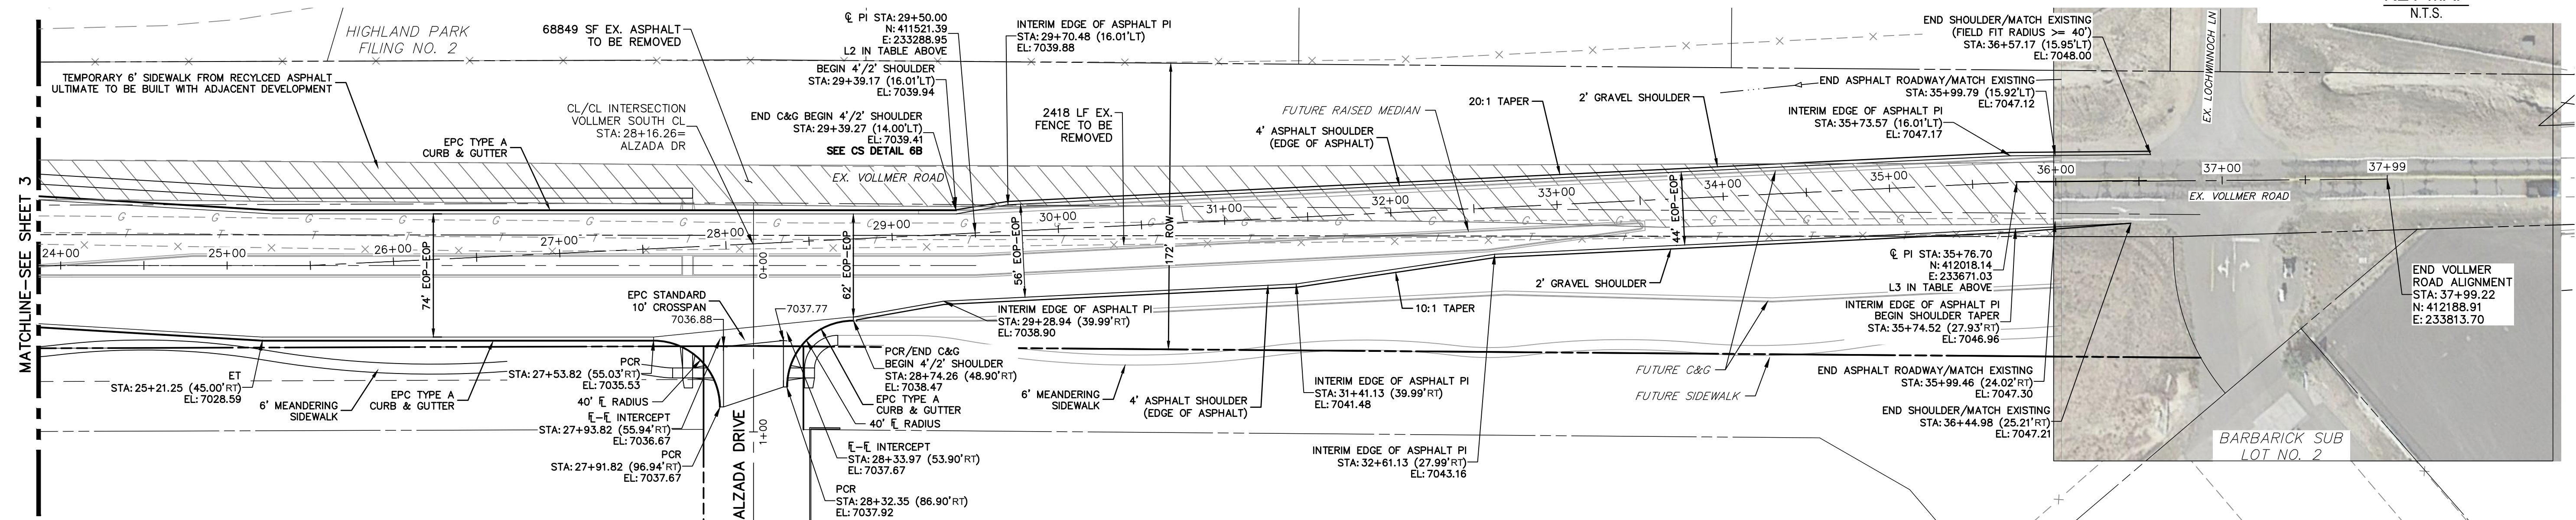 N.T.S.
HIGHLAND PARK
FILING NO. 2
68849 SF EX. ASPHALT
TO BE REMOVED
℄ PI STA: 29+50.00
N: 411521.39
E: 233288.95
L2 IN TABLE ABOVE
BEGIN 4'/2' SHOULDER
STA: 29+39.17 (16.01'LT)
EL: 7039.94
END C&G BEGIN 4'/2' SHOULDER
STA: 29+39.27 (14.00'LT)
EL: 7039.41
SEE CS DETAIL 6B
INTERIM EDGE OF ASPHALT PI
STA: 29+70.48 (16.01'LT)
EL: 7039.88
TEMPORARY 6' SIDEWALK FROM RECYLCED ASPHALT
ULTIMATE TO BE BUILT WITH ADJACENT DEVELOPMENT
CL/CL INTERSECTION
VOLLMER SOUTH CL
STA: 28+16.26=
ALZADA DR
EPC TYPE A
CURB & GUTTER
2418 LF EX.
FENCE TO BE
REMOVED
FUTURE RAISED MEDIAN
4' ASPHALT SHOULDER
(EDGE OF ASPHALT)
20:1 TAPER
2' GRAVEL SHOULDER
END SHOULDER/MATCH EXISTING
(FIELD FIT RADIUS >= 40')
STA: 36+57.17 (15.95'LT)
EL: 7048.00
END ASPHALT ROADWAY/MATCH EXISTING
STA: 35+99.79 (15.92'LT)
EL: 7047.12
INTERIM EDGE OF ASPHALT PI
STA: 35+73.57 (16.01'LT)
EL: 7047.17
EX. LOCHWINNOCH LN
EX. VOLLMER ROAD
MATCHLINE-SEE SHEET 3
24+00
25+00
26+00
27+00
28+00
29+00
30+00
31+00
32+00
33+00
34+00
35+00
36+00
37+00
37+99
EX. VOLLMER ROAD
74' EOP-EOP
62' EOP-EOP
56' EOP-EOP
172' ROW
44' EOP-EOP
0+00
1+00
ALZADA DRIVE
EPC STANDARD
10' CROSSPAN
7036.88
7037.77
INTERIM EDGE OF ASPHALT PI
STA: 29+28.94 (39.99'RT)
EL: 7038.90
2' GRAVEL SHOULDER
10:1 TAPER
℄ PI STA: 35+76.70
N: 412018.14
E: 233671.03
L3 IN TABLE ABOVE
INTERIM EDGE OF ASPHALT PI
BEGIN SHOULDER TAPER
STA: 35+74.52 (27.93'RT)
EL: 7046.96
END VOLLMER
ROAD ALIGNMENT
STA: 37+99.22
N: 412188.91
E: 233813.70
ET
STA: 25+21.25 (45.00'RT)
EL: 7028.59
6' MEANDERING
SIDEWALK
EPC TYPE A
CURB & GUTTER
PCR
STA: 27+53.82 (55.03'RT)
EL: 7035.53
40' FL RADIUS
FL-FL INTERCEPT
STA: 27+93.82 (55.94'RT)
EL: 7036.67
PCR
STA: 27+91.82 (96.94'RT)
EL: 7037.67
PCR/END C&G
BEGIN 4'/2' SHOULDER
STA: 28+74.26 (48.90'RT)
EL: 7038.47
EPC TYPE A
CURB & GUTTER
40' FL RADIUS
FL-FL INTERCEPT
STA: 28+33.97 (53.90'RT)
EL: 7037.67
PCR
STA: 28+32.35 (86.90'RT)
EL: 7037.92
6' MEANDERING
SIDEWALK
4' ASPHALT SHOULDER
(EDGE OF ASPHALT)
INTERIM EDGE OF ASPHALT PI
STA: 31+41.13 (39.99'RT)
EL: 7041.48
INTERIM EDGE OF ASPHALT PI
STA: 32+61.13 (27.99'RT)
EL: 7043.16
FUTURE C&G
FUTURE SIDEWALK
END ASPHALT ROADWAY/MATCH EXISTING
STA: 35+99.46 (24.02'RT)
EL: 7047.30
END SHOULDER/MATCH EXISTING
STA: 36+44.98 (25.21'RT)
EL: 7047.21
BARBARICK SUB
LOT NO. 2